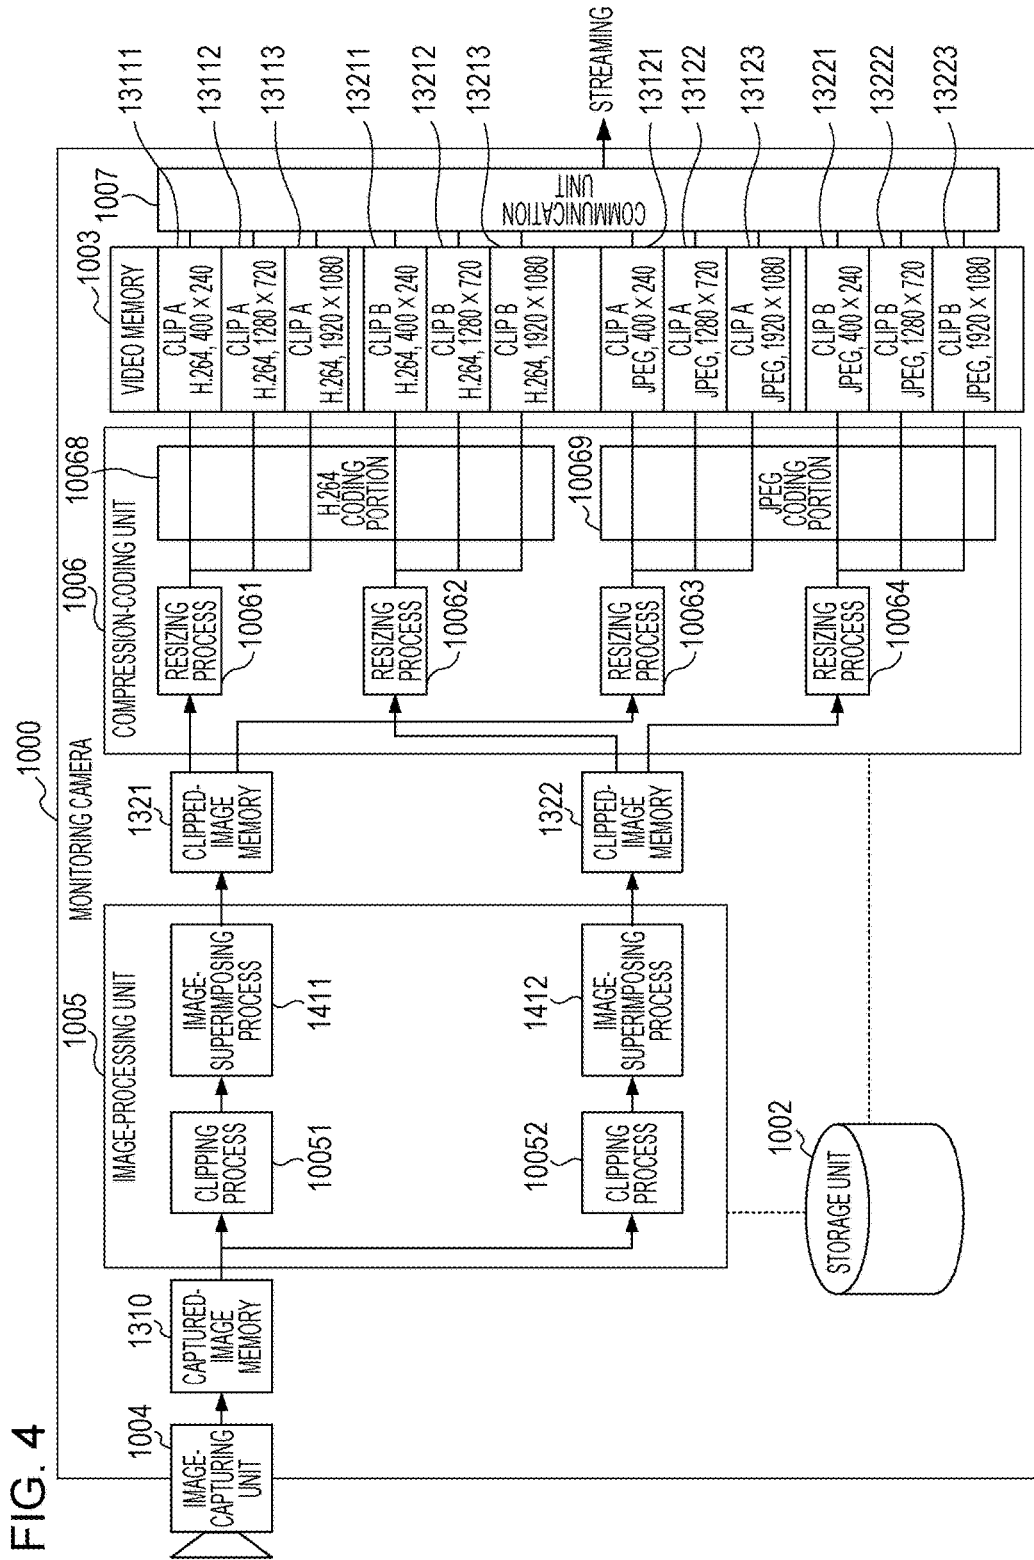 FIG. 4
1000
MONITORING CAMERA
1004
IMAGE-
CAPTURING
UNIT
1310
CAPTURED-
IMAGE
MEMORY
1005
IMAGE-PROCESSING UNIT
CLIPPING
PROCESS
10051
IMAGE-
SUPERIMPOSING
PROCESS
1411
10052
CLIPPING
PROCESS
1412
IMAGE-
SUPERIMPOSING
PROCESS
1002
STORAGE UNIT
1321
CLIPPED-
IMAGE
MEMORY
1322
CLIPPED
IMAGE
MEMORY
1006
COMPRESSION-CODING UNIT
RESIZING
PROCESS
10061
RESIZING
PROCESS
10062
RESIZING
PROCESS
10063
RESIZING
PROCESS
10064
10068
H.264
CODING
PORTION
10069
JPEG
CODING
PORTION
1003
VIDEO MEMORY
CLIP A
H.264, 400 × 240
CLIP A
H.264, 1280 × 720
CLIP A
H.264, 1920 × 1080
CLIP B
H.264, 400 × 240
CLIP B
H.264, 1280 × 720
CLIP B
H.264, 1920 × 1080
CLIP A
JPEG, 400 × 240
CLIP A
JPEG, 1280 × 720
CLIP A
JPEG, 1920 × 1080
CLIP B
JPEG, 400 × 240
CLIP B
JPEG, 1280 × 720
CLIP B
JPEG, 1920 × 1080
1007
COMMUNICATION
UNIT
STREAMING
13111
13112
13113
13211
13212
13213
13121
13122
13123
13221
13222
13223